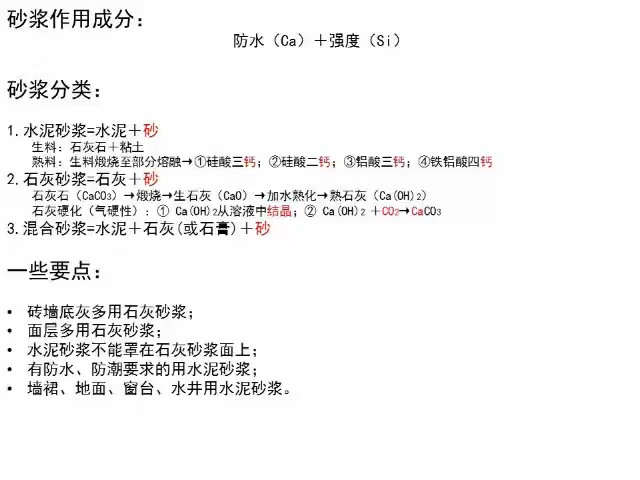 砂浆作用成分：
防水（Ca）＋强度（Si）
砂浆分类：
1.水泥砂浆=水泥＋砂
生料：石灰石＋粘土
熟料：生料煅烧至部分熔融→①硅酸三钙；②硅酸二钙；③铝酸三钙；④铁铝酸四钙
2.石灰砂浆=石灰＋砂
石灰石（CaCO3）→煅烧→生石灰（CaO）→加水熟化→熟石灰（Ca(OH)2）
石灰硬化（气硬性）：① Ca(OH)2从溶液中结晶；② Ca(OH)2 ＋CO2→CaCO3
3.混合砂浆=水泥＋石灰(或石膏)＋砂
一些要点：
• 砖墙底灰多用石灰砂浆；
• 面层多用石灰砂浆；
• 水泥砂浆不能罩在石灰砂浆面上；
• 有防水、防潮要求的用水泥砂浆；
• 墙裙、地面、窗台、水井用水泥砂浆。